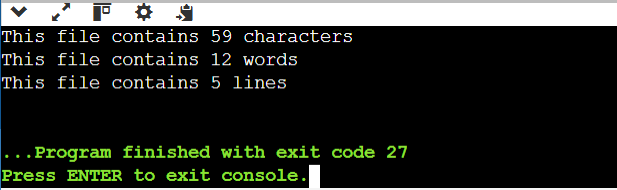 This file contains 59 characters
This file contains 12 words
This file contains 5 lines
...Program finished with exit code 27
Press ENTER to exit console.